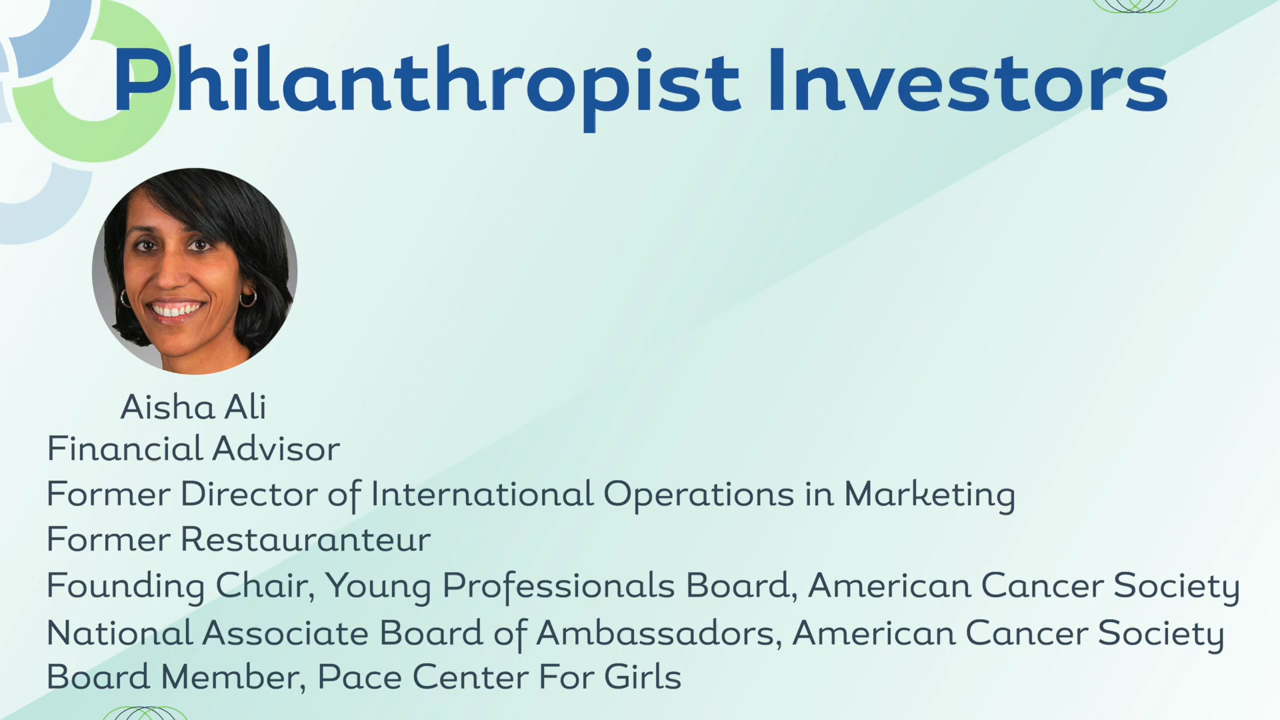 Philanthropist Investors
Aisha Ali
Financial Advisor
Former Director of International Operations in Marketing
Former Restauranteur
Founding Chair, Young Professionals Board, American Cancer Society
National Associate Board of Ambassadors, American Cancer Society
Board Member, Pace Center For Girls